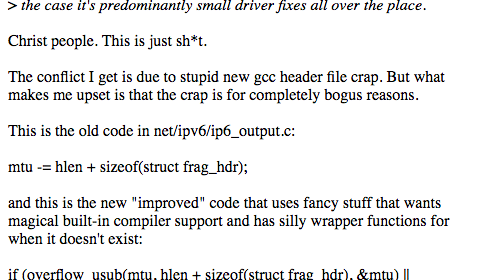 > the case it's predominantly small driver fixes all over the place.
Christ people. This is just sh*t.
The conflict I get is due to stupid new gcc header file crap. But what
makes me upset is that the crap is for completely bogus reasons.
This is the old code in net/ipv6/ip6_output.c:
mtu -= hlen + sizeof(struct frag_hdr);
and this is the new "improved" code that uses fancy stuff that wants
magical built-in compiler support and has silly wrapper functions for
when it doesn't exist:
if (overflow_usub(mtu, hlen + sizeof(struct frag_hdr), &mtu) ||